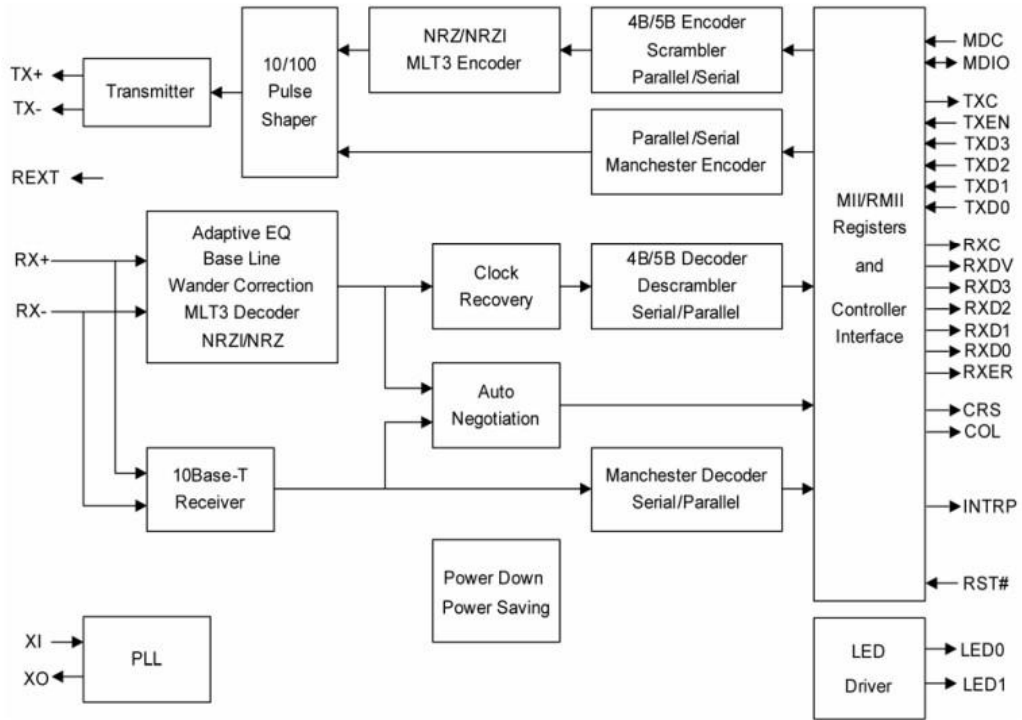 TX+
TX-
REXT
RX+
RX-
XI
XO
Transmitter
10/100
Pulse
Shaper
NRZ/NRZI
MLT3 Encoder
4B/5B Encoder
Scrambler
Parallel/Serial
Parallel/Serial
Manchester Encoder
Adaptive EQ
Base Line
Wander Correction
MLT3 Decoder
NRZI/NRZ
Clock
Recovery
4B/5B Decoder
Descrambler
Serial/Parallel
Auto
Negotiation
10Base-T
Receiver
Manchester Decoder
Serial/Parallel
Power Down
Power Saving
PLL
MII/RMII
Registers
and
Controller
Interface
LED
Driver
MDC
MDIO
TXC
TXEN
TXD3
TXD2
TXD1
TXD0
RXC
RXDV
RXD3
RXD2
RXD1
RXD0
RXER
CRS
COL
INTRP
RST#
LED0
LED1